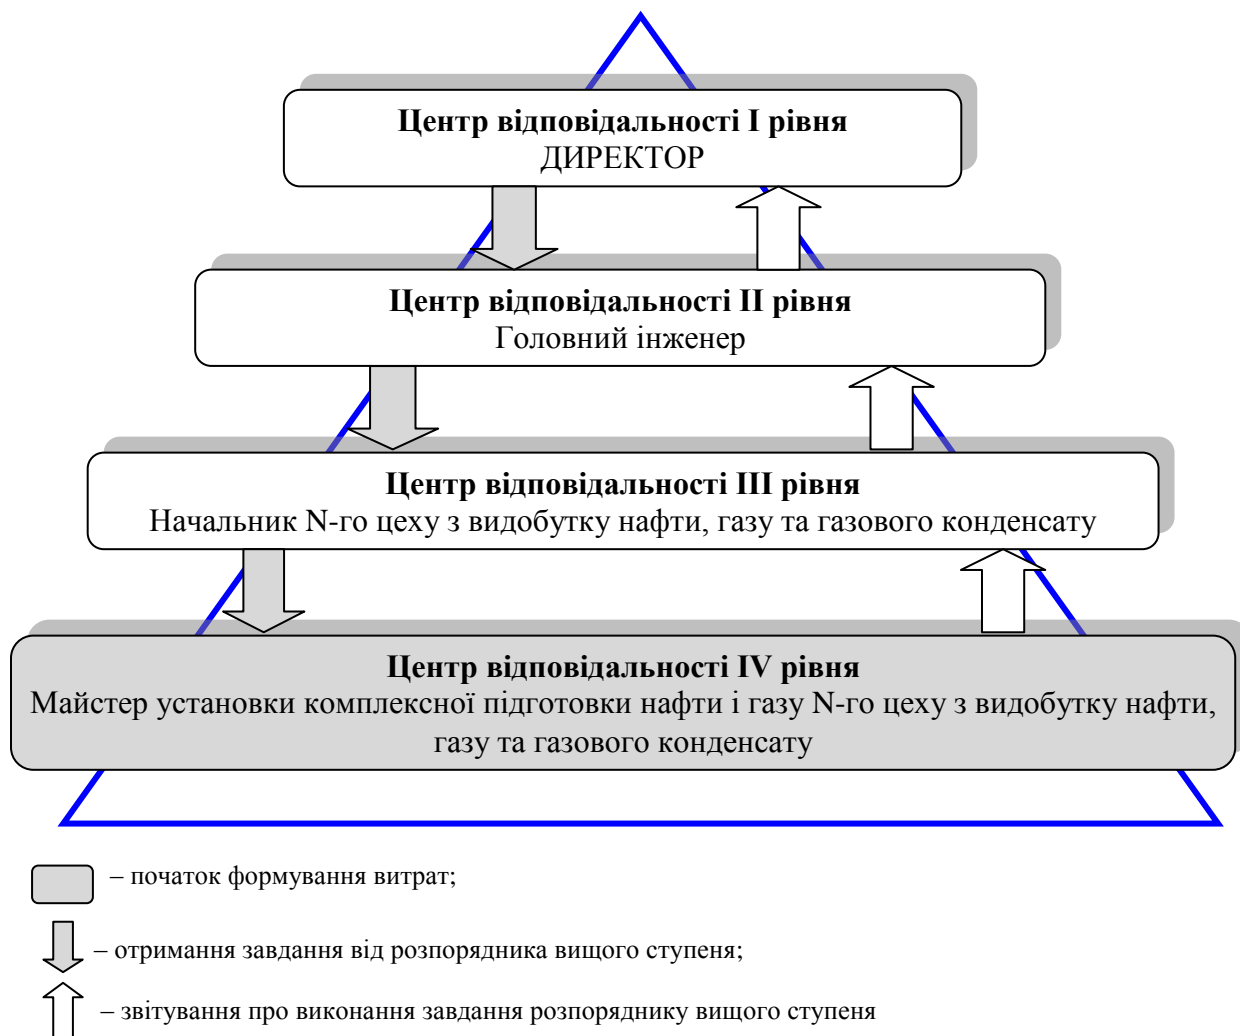 Центр відповідальності І рівня
ДИРЕКТОР
Центр відповідальності ІІ рівня
Головний інженер
Центр відповідальності ІІІ рівня
Начальник N-го цеху з видобутку нафти, газу та газового конденсату
Центр відповідальності IV рівня
Майстер установки комплексної підготовки нафти і газу N-го цеху з видобутку нафти,
газу та газового конденсату
– початок формування витрат;
– отримання завдання від розпорядника вищого ступеня;
– звітування про виконання завдання розпоряднику вищого ступеня